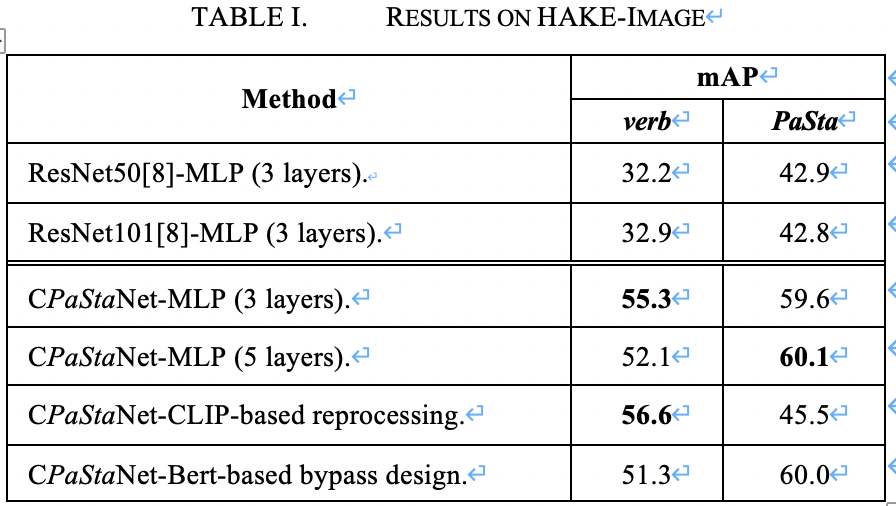 TABLE I. RESULTS ON HAKE-IMAGE
Method
mAP
verb PaSta
ResNet50[8]-MLP (3 layers). 32.2 42.9
ResNet101[8]-MLP (3 layers). 32.9 42.8
CPaStaNet-MLP (3 layers). 55.3 59.6
CPaStaNet-MLP (5 layers). 52.1 60.1
CPaStaNet-CLIP-based reprocessing. 56.6 45.5
CPaStaNet-Bert-based bypass design. 51.3 60.0